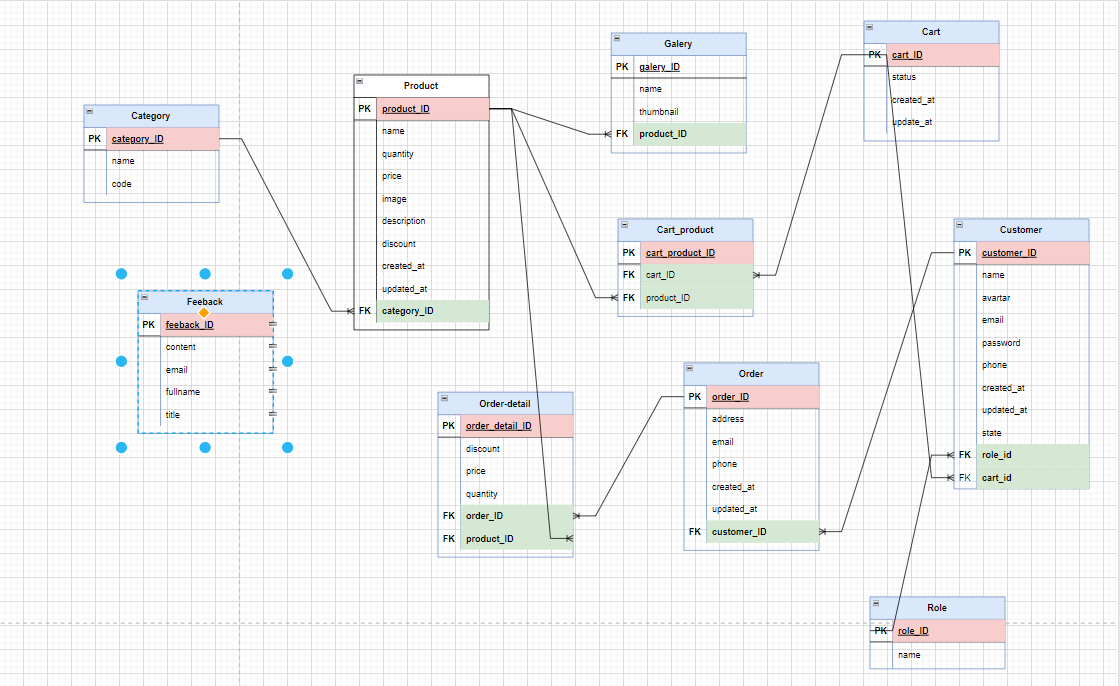 Category
PK category_ID
name
code
Feeback
PK feeback_ID
content
email
fullname
title
Product
PK product_ID
name
quantity
price
image
description
discount
created_at
updated_at
FK category_ID
Order-detail
PK order_detail_ID
discount
price
quantity
FK order_ID
FK product_ID
Galery
PK galery_ID
name
thumbnail
FK product_ID
Cart_product
PK cart_product_ID
FK cart_ID
FK product_ID
Order
PK order_ID
address
email
phone
created_at
updated_at
FK customer_ID
Cart
PK cart_ID
status
created_at
update_at
Customer
PK customer_ID
name
avartar
email
password
phone
created_at
updated_at
state
FK role_id
FK cart_id
Role
PK role_ID
name